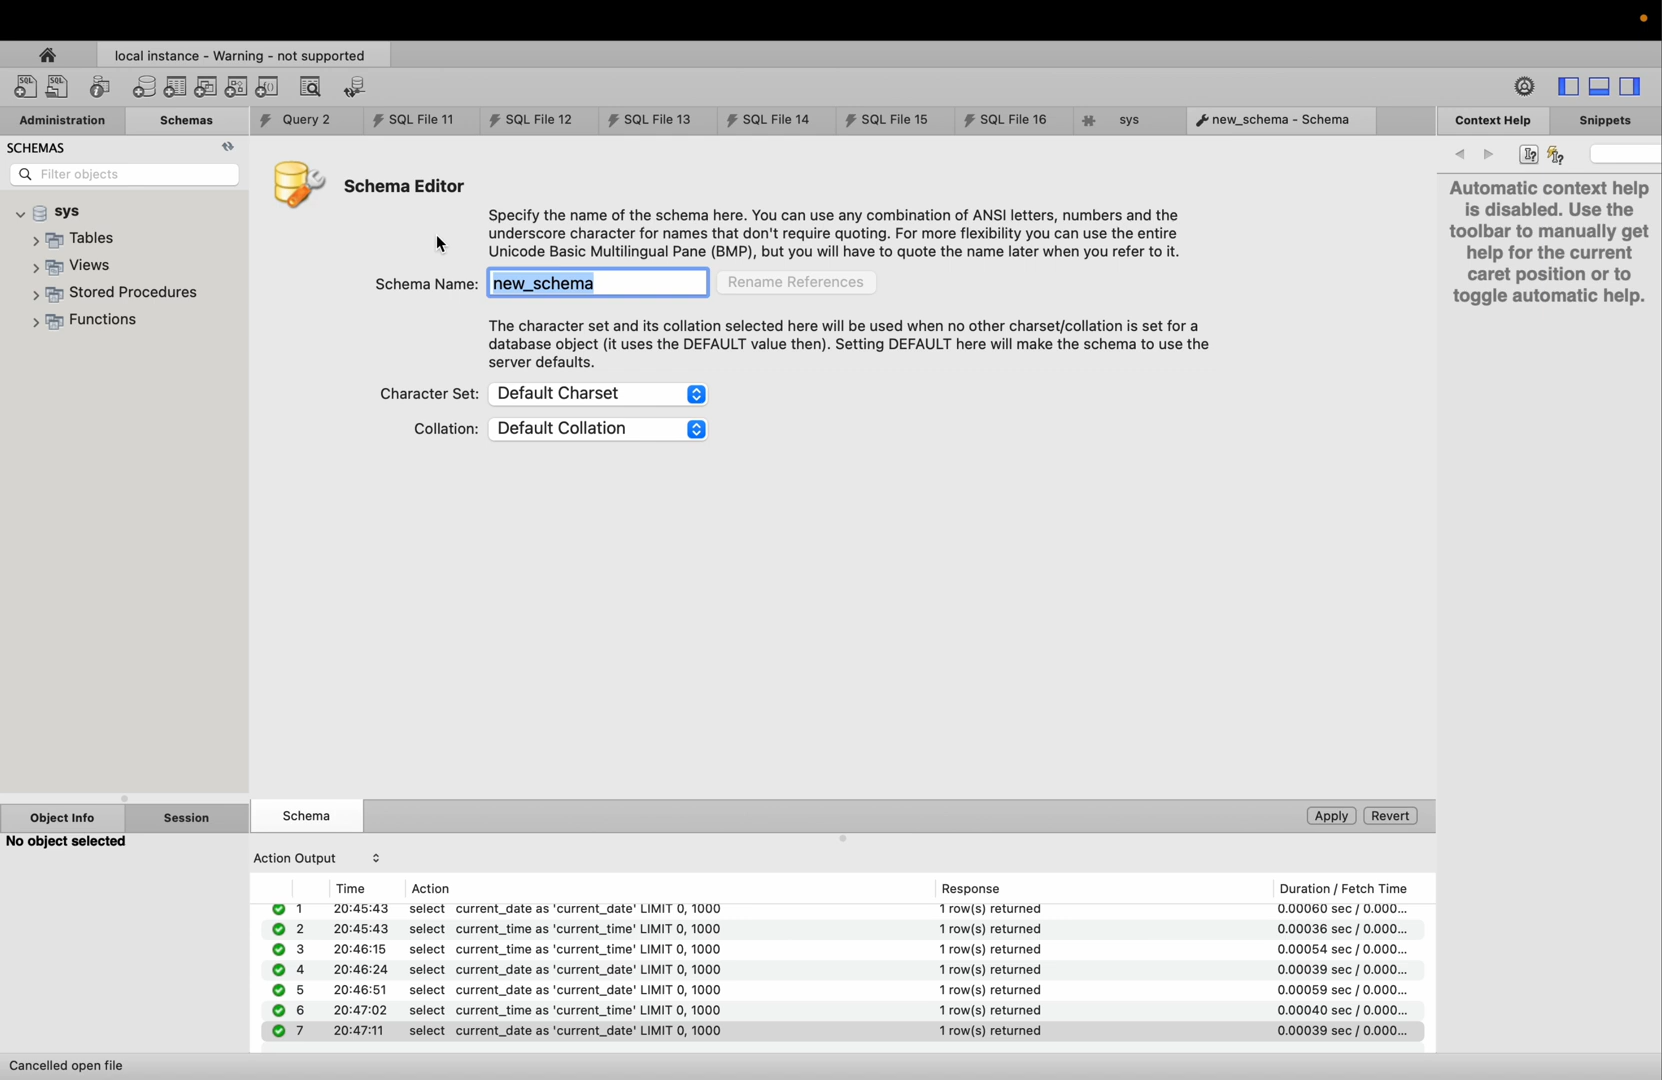 local instance - Warning - not supported
SQL
SQL
Administration
Schemas
Query 2
SQL File 11
SQL File 12
SQL File 13
SQL File 14
SQL File 15
SQL File 16
sys
new_schema - Schema
Context Help
Snippets
SCHEMAS
Filter objects
sys
Tables
Views
Stored Procedures
Functions
Schema Editor
Specify the name of the schema here. You can use any combination of ANSI letters, numbers and the
underscore character for names that don't require quoting. For more flexibility you can use the entire
Unicode Basic Multilingual Pane (BMP), but you will have to quote the name later when you refer to it.
Schema Name: new_schema Rename References
The character set and its collation selected here will be used when no other charset/collation is set for a
database object (it uses the DEFAULT value then). Setting DEFAULT here will make the schema to use the
server defaults.
Character Set: Default Charset
Collation: Default Collation
Automatic context help
is disabled. Use the
toolbar to manually get
help for the current
caret position or to
toggle automatic help.
Object Info
Session
No object selected
Schema
Apply
Revert
Action Output
Time Action Response Duration / Fetch Time
1 20:45:43 select current_date as 'current_date' LIMIT 0, 1000 1 row(s) returned 0.00060 sec / 0.000...
2 20:45:43 select current_time as 'current_time' LIMIT 0, 1000 1 row(s) returned 0.00036 sec / 0.000...
3 20:46:15 select current_time as 'current_time' LIMIT 0, 1000 1 row(s) returned 0.00054 sec / 0.000...
4 20:46:24 select current_date as 'current_date' LIMIT 0, 1000 1 row(s) returned 0.00039 sec / 0.000...
5 20:46:51 select current_date as 'current_date' LIMIT 0, 1000 1 row(s) returned 0.00059 sec / 0.000...
6 20:47:02 select current_time as 'current_time' LIMIT 0, 1000 1 row(s) returned 0.00040 sec / 0.000...
7 20:47:11 select current_date as 'current_date' LIMIT 0, 1000 1 row(s) returned 0.00039 sec / 0.000...
Cancelled open file